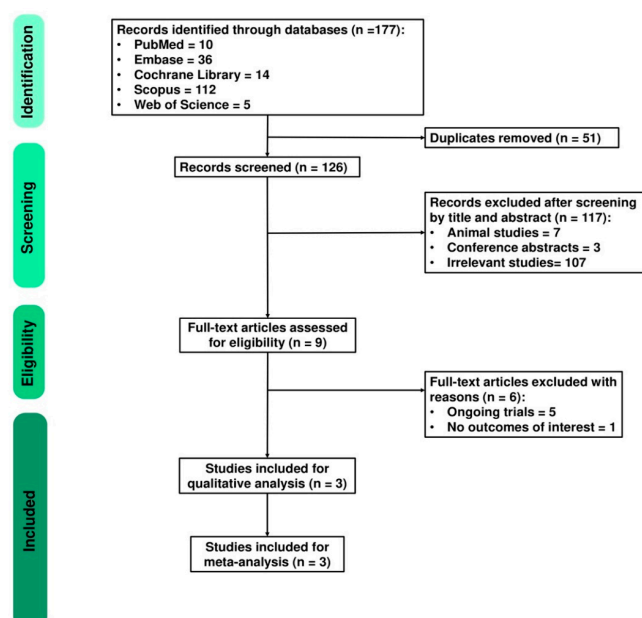 Identification
Records identified through databases (n =177):
• PubMed = 10
• Embase = 36
• Cochrane Library = 14
• Scopus = 112
• Web of Science = 5
Duplicates removed (n = 51)
Screening
Records screened (n = 126)
Records excluded after screening
by title and abstract (n = 117):
• Animal studies = 7
• Conference abstracts = 3
• Irrelevant studies= 107
Eligibility
Full-text articles assessed
for eligibility (n = 9)
Full-text articles excluded with
reasons (n = 6):
• Ongoing trials = 5
• No outcomes of interest = 1
Included
Studies included for
qualitative analysis (n = 3)
Studies included for
meta-analysis (n = 3)